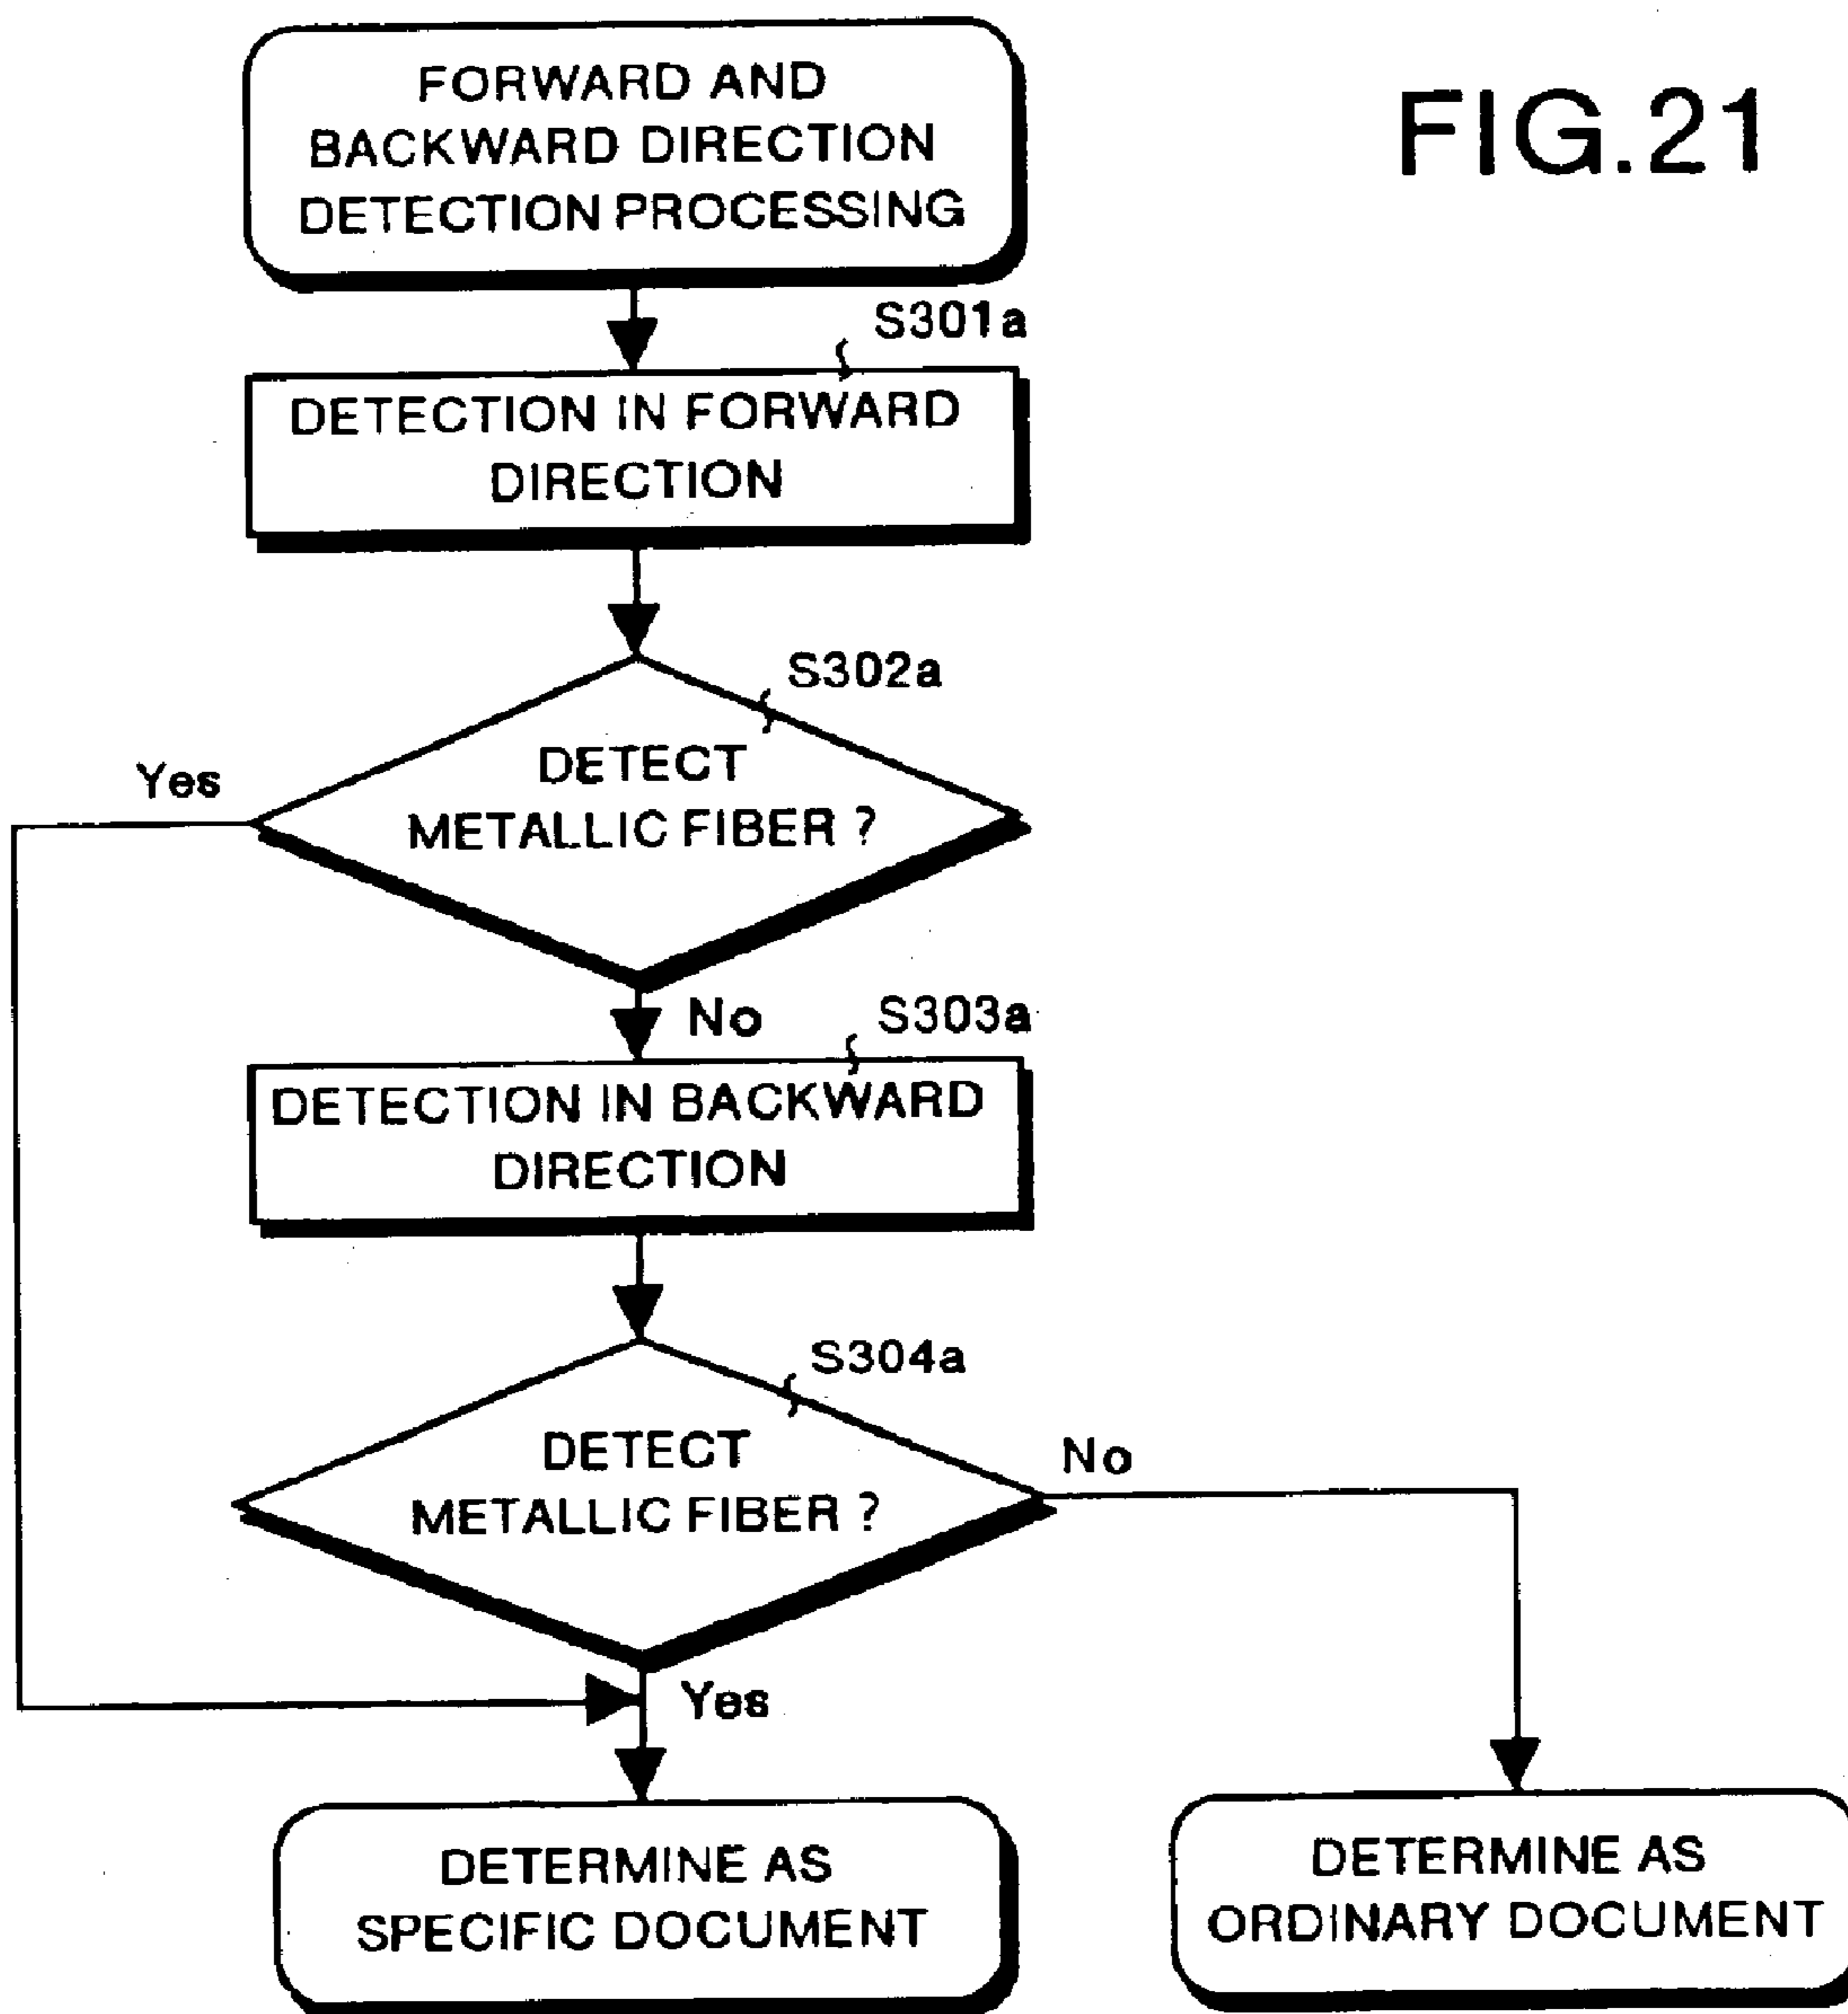 FORWARD AND
BACKWARD DIRECTION
DETECTION PROCESSING
FIG.21
S301a
DETECTION IN FORWARD
DIRECTION
S302a
DETECT
METALLIC FIBER ?
Yes
No
S303a
DETECTION IN BACKWARD
DIRECTION
S304a
DETECT
METALLIC FIBER ?
No
Yes
DETERMINE AS
SPECIFIC DOCUMENT
DETERMINE AS
ORDINARY DOCUMENT